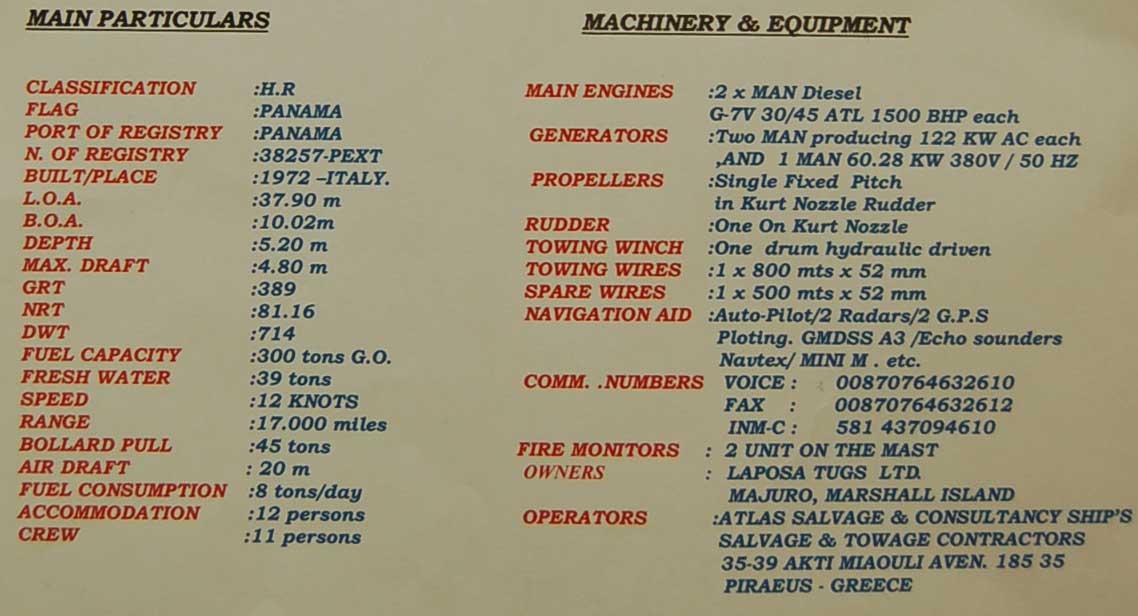 MAIN PARTICULARS
CLASSIFICATION :H.R
FLAG :PANAMA
PORT OF REGISTRY :PANAMA
N. OF REGISTRY :38257-PEXT
BUILT/PLACE :1972 –ITALY.
L.O.A. :37.90 m
B.O.A. :10.02m
DEPTH :5.20 m
MAX. DRAFT :4.80 m
GRT :389
NRT :81.16
DWT :714
FUEL CAPACITY :300 tons G.O.
FRESH WATER :39 tons
SPEED :12 KNOTS
RANGE :17.000 miles
BOLLARD PULL :45 tons
AIR DRAFT : 20 m
FUEL CONSUMPTION :8 tons/day
ACCOMMODATION :12 persons
CREW :11 persons
MACHINERY & EQUIPMENT
MAIN ENGINES :2 x MAN Diesel
G-7V 30/45 ATL 1500 BHP each
GENERATORS :Two MAN producing 122 KW AC each
,AND 1 MAN 60.28 KW 380V / 50 HZ
PROPELLERS :Single Fixed Pitch
in Kurt Nozzle Rudder
RUDDER :One On Kurt Nozzle
TOWING WINCH :One drum hydraulic driven
TOWING WIRES :1 x 800 mts x 52 mm
SPARE WIRES :1 x 500 mts x 52 mm
NAVIGATION AID :Auto-Pilot/2 Radars/2 G.P.S
Ploting. GMDSS A3 /Echo sounders
Navtex/ MINI M . etc.
COMM. .NUMBERS VOICE : 00870764632610
FAX : 00870764632612
INM-C : 581 437094610
FIRE MONITORS : 2 UNIT ON THE MAST
OWNERS : LAPOSA TUGS LTD.
MAJURO, MARSHALL ISLAND
OPERATORS :ATLAS SALVAGE & CONSULTANCY SHIP'S
SALVAGE & TOWAGE CONTRACTORS
35-39 AKTI MIAOULI AVEN. 185 35
PIRAEUS - GREECE